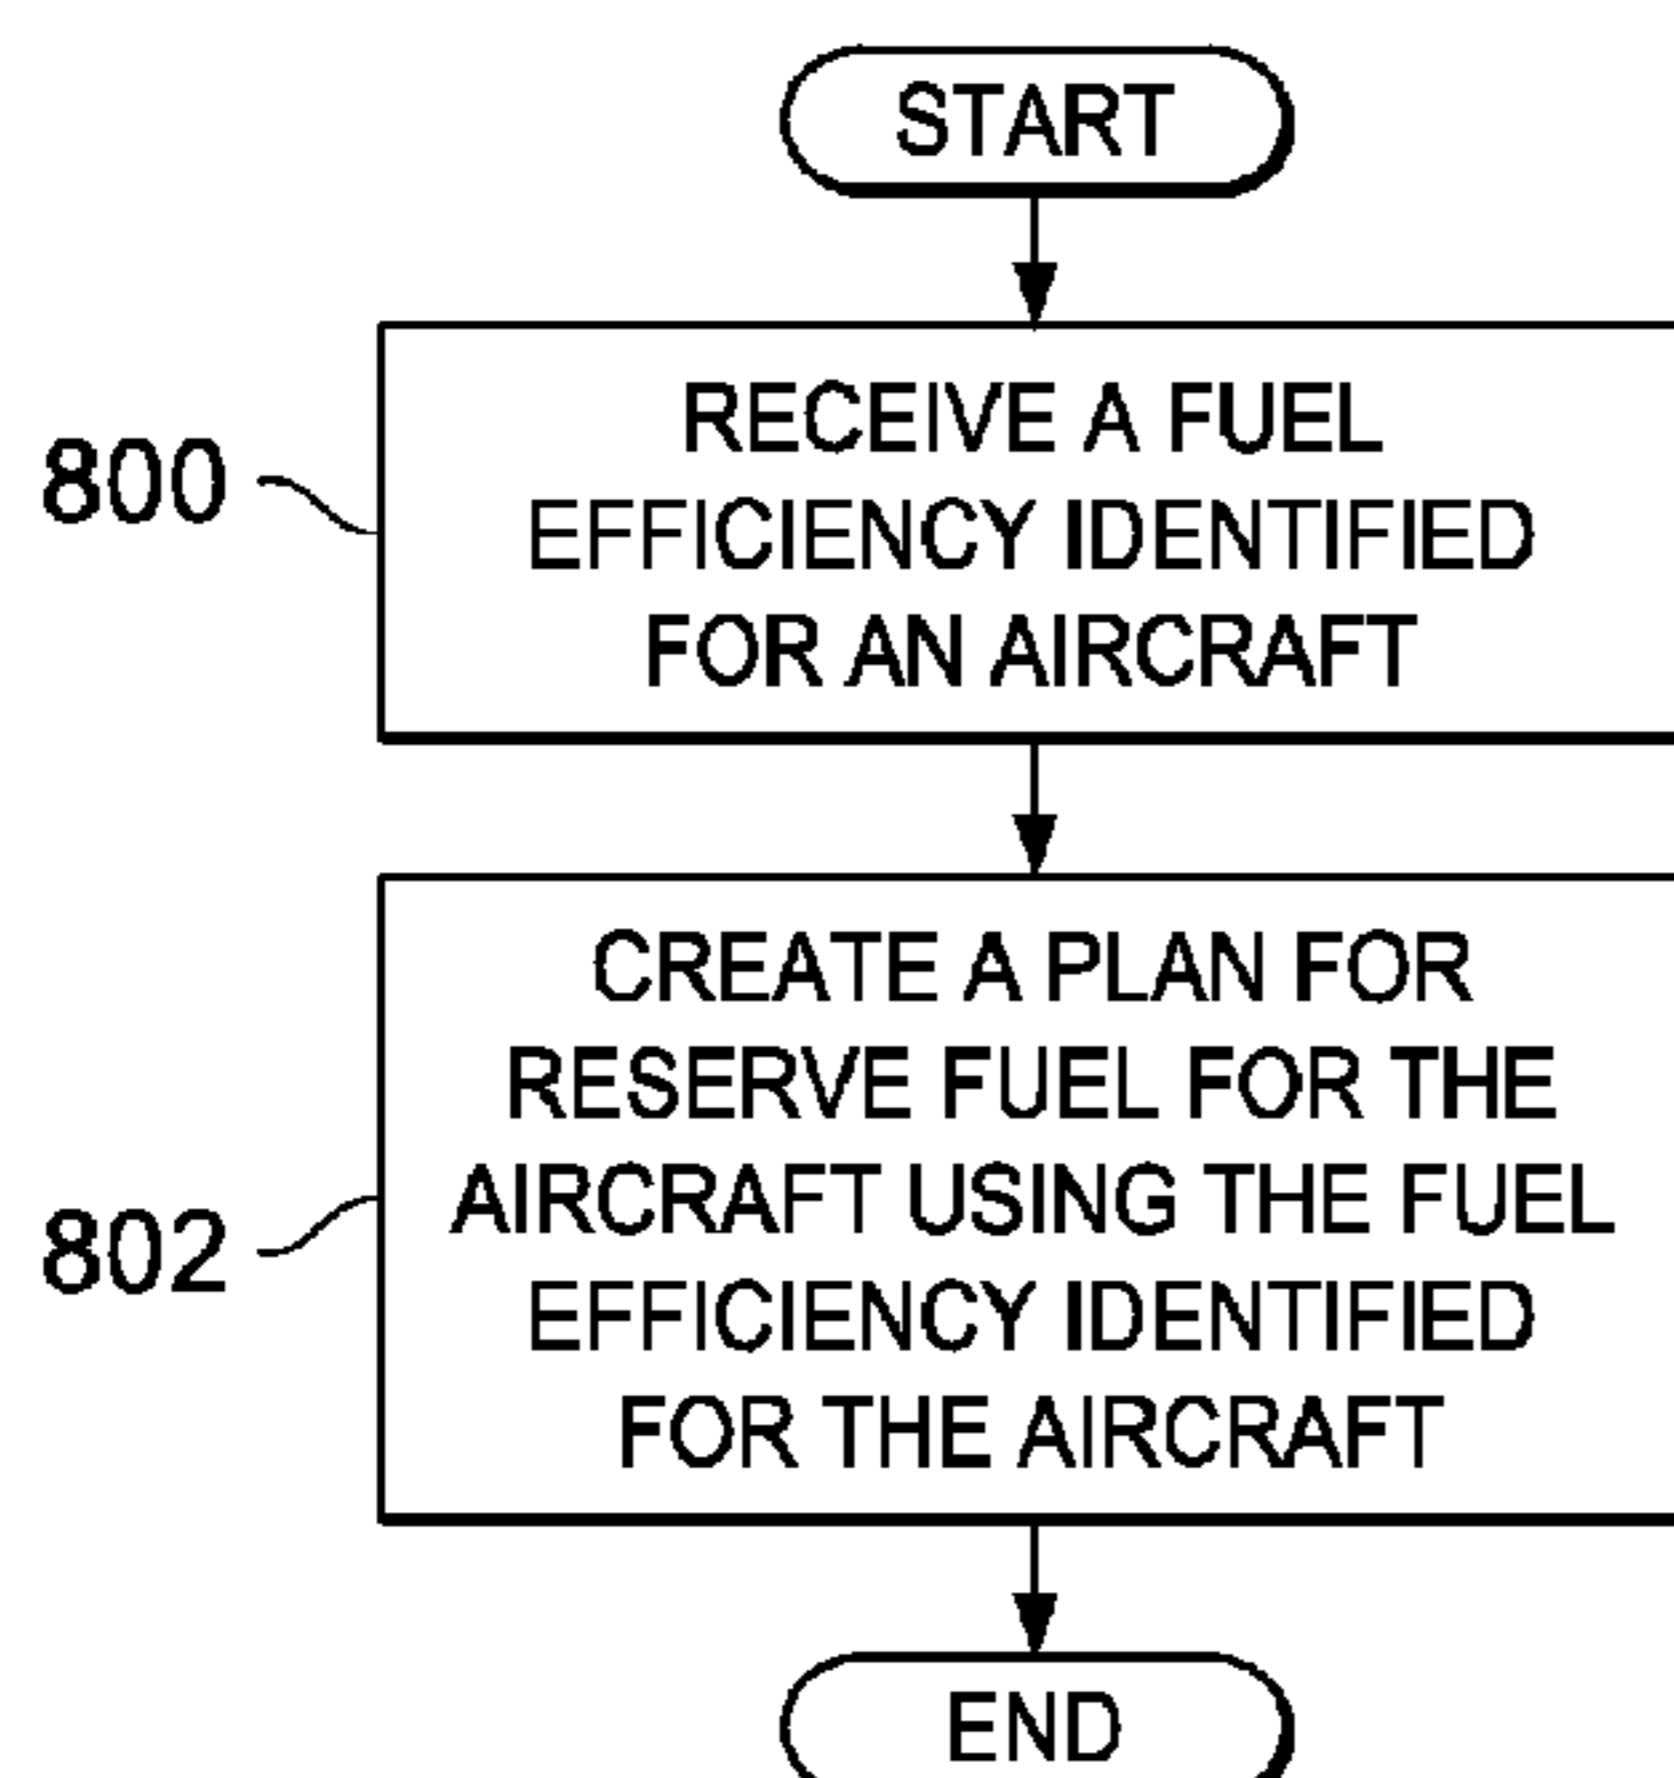 START
800
RECEIVE A FUEL
EFFICIENCY IDENTIFIED
FOR AN AIRCRAFT
802
CREATE A PLAN FOR
RESERVE FUEL FOR THE
AIRCRAFT USING THE FUEL
EFFICIENCY IDENTIFIED
FOR THE AIRCRAFT
END